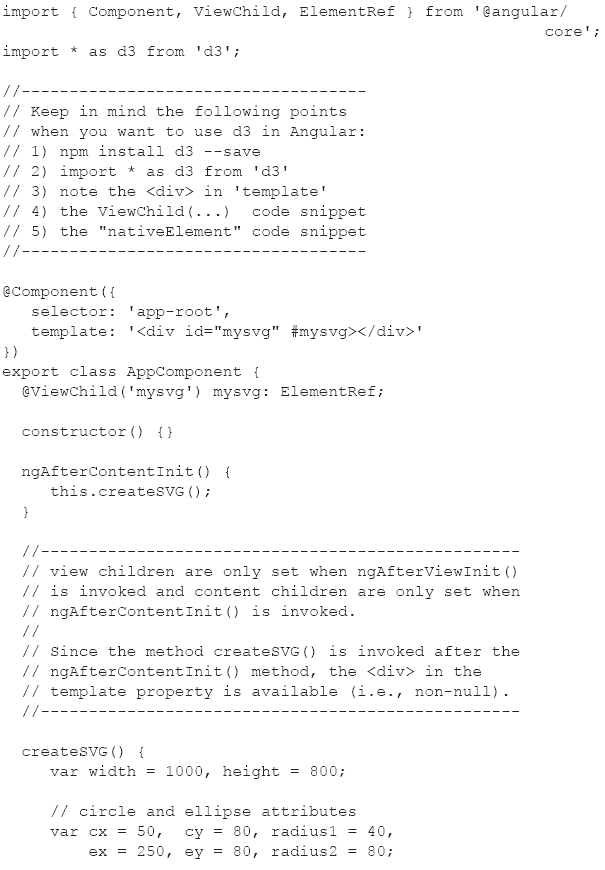 import { Component, ViewChild, ElementRef } from '@angular/
core';
import * as d3 from 'd3';

//------------------------------------
// Keep in mind the following points
// when you want to use d3 in Angular:
// 1) npm install d3 --save
// 2) import * as d3 from 'd3'
// 3) note the <div> in 'template'
// 4) the ViewChild(...)  code snippet
// 5) the "nativeElement" code snippet
//------------------------------------

@Component({
   selector: 'app-root',
   template: '<div id="mysvg" #mysvg></div>'
})
export class AppComponent {
  @ViewChild('mysvg') mysvg: ElementRef;

  constructor() {}

  ngAfterContentInit() {
     this.createSVG();
  }

  //--------------------------------------------------
  // view children are only set when ngAfterViewInit()
  // is invoked and content children are only set when
  // ngAfterContentInit() is invoked.
  //
  // Since the method createSVG() is invoked after the
  // ngAfterContentInit() method, the <div> in the
  // template property is available (i.e., non-null).
  //--------------------------------------------------

  createSVG() {
     var width = 1000, height = 800;

     // circle and ellipse attributes
     var cx = 50,  cy = 80, radius1 = 40,
         ex = 250, ey = 80, radius2 = 80;